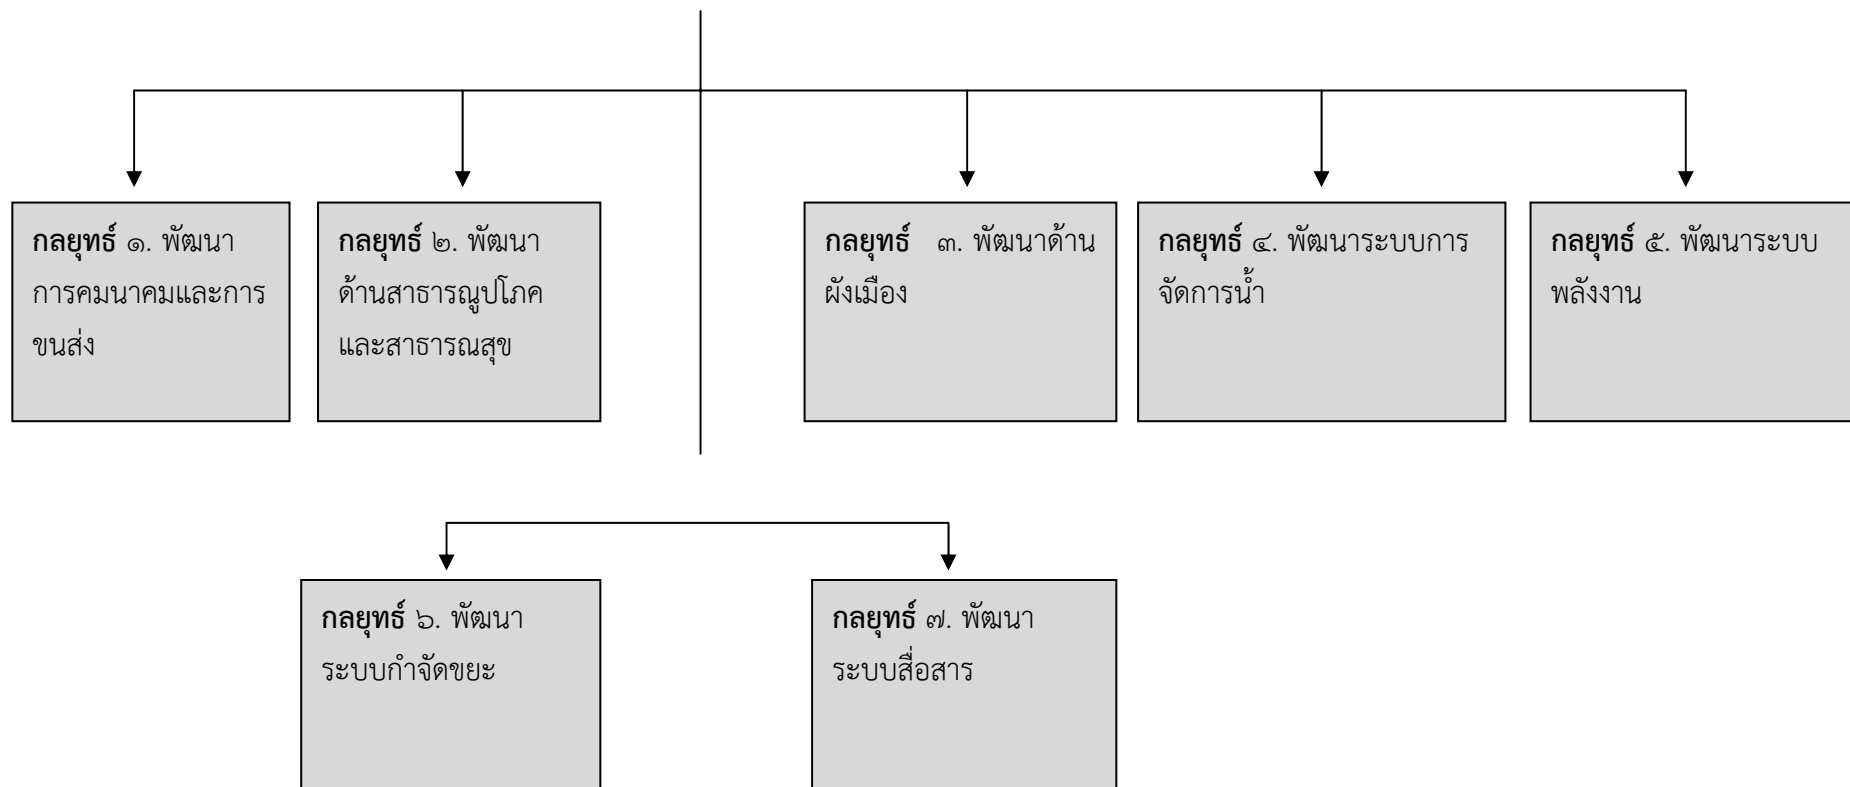 กลยุทธ์ ๑. พัฒนา
การคมนาคมและการ
ขนส่ง
กลยุทธ์ ๒. พัฒนา
ด้านสาธารณูปโภค
และสาธารณสุข
กลยุทธ์ ๓. พัฒนาด้าน
ผังเมือง
กลยุทธ์ ๔. พัฒนาระบบการ
จัดการน้ำ
กลยุทธ์ ๕. พัฒนาระบบ
พลังงาน
กลยุทธ์ ๖. พัฒนา
ระบบกำจัดขยะ
กลยุทธ์ ๗. พัฒนา
ระบบสื่อสาร